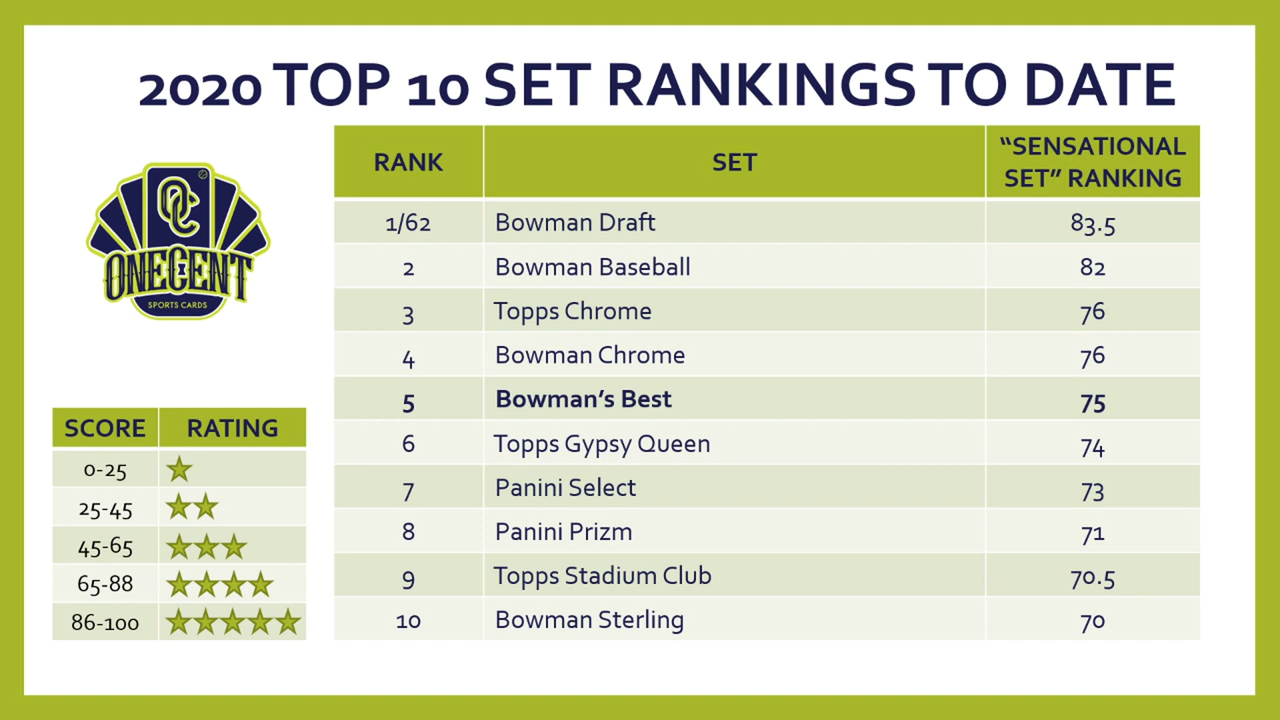 2020 TOP 10 SET RANKINGS TO DATE
OC
ONECENT
SPORTS CARDS
SCORE RATING
0-25
25-45
45-65
65-88
86-100
RANK SET “SENSATIONAL SET” RANKING
1/62 Bowman Draft 83.5
2 Bowman Baseball 82
3 Topps Chrome 76
4 Bowman Chrome 76
5 Bowman’s Best 75
6 Topps Gypsy Queen 74
7 Panini Select 73
8 Panini Prizm 71
9 Topps Stadium Club 70.5
10 Bowman Sterling 70